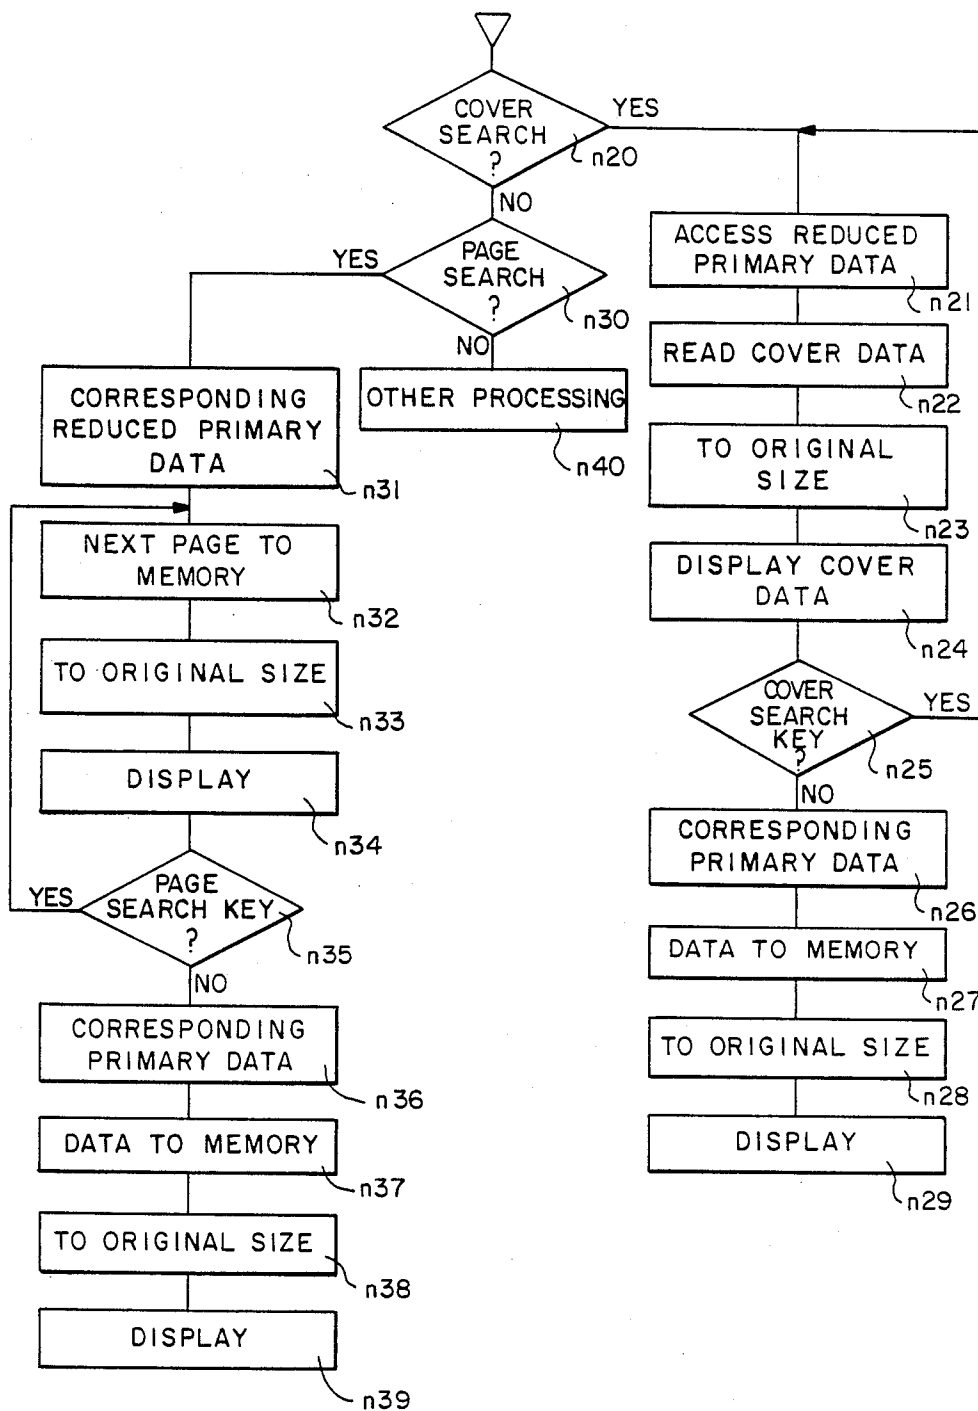 COVER
SEARCH
?
n20
YES
NO
PAGE
SEARCH
?
n30
YES
NO
OTHER PROCESSING
n40
ACCESS REDUCED
PRIMARY DATA
n21
READ COVER DATA
n22
TO ORIGINAL
SIZE
n23
DISPLAY COVER
DATA
n24
COVER
SEARCH
KEY
?
n25
YES
NO
CORRESPONDING
PRIMARY DATA
n26
DATA TO MEMORY
n27
TO ORIGINAL SIZE
n28
DISPLAY
n29
CORRESPONDING
REDUCED PRIMARY
DATA
n31
NEXT PAGE TO
MEMORY
n32
TO ORIGINAL SIZE
n33
DISPLAY
n34
PAGE
SEARCH KEY
?
n35
YES
NO
CORRESPONDING
PRIMARY DATA
n36
DATA TO MEMORY
n37
TO ORIGINAL SIZE
n38
DISPLAY
n39